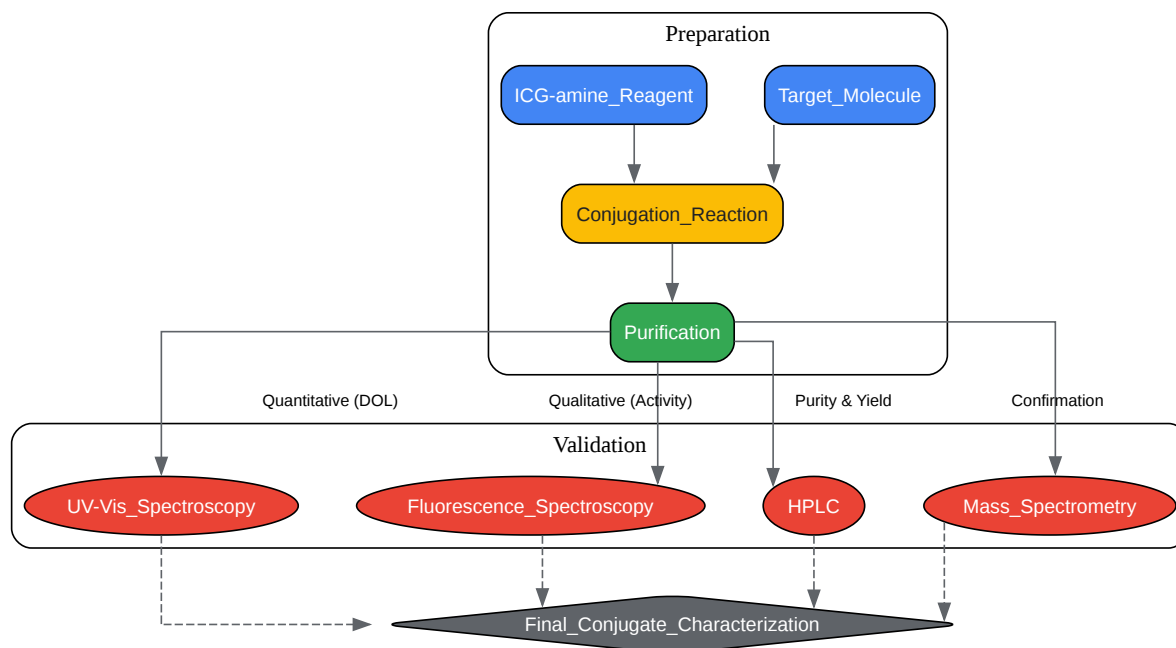 Preparation
ICG-amine_Reagent
Target_Molecule
Conjugation_Reaction
Purification
Quantitative (DOL)
Qualitative (Activity)
Purity & Yield
Confirmation
Validation
UV-Vis_Spectroscopy
Fluorescence_Spectroscopy
HPLC
Mass_Spectrometry
Final_Conjugate_Characterization